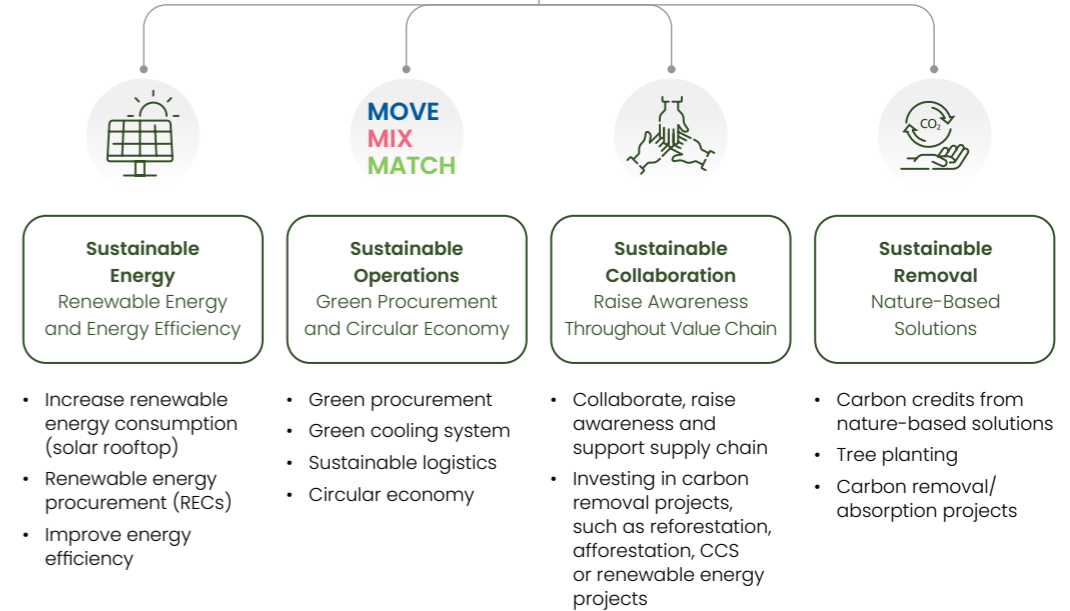 MOVE
MIX
MATCH
CO₂
Sustainable
Energy
Renewable Energy
and Energy Efficiency
Sustainable
Operations
Green Procurement
and Circular Economy
Sustainable
Collaboration
Raise Awareness
Throughout Value Chain
Sustainable
Removal
Nature-Based
Solutions
• Increase renewable
energy consumption
(solar rooftop)
• Renewable energy
procurement (RECs)
• Improve energy
efficiency
• Green procurement
• Green cooling system
• Sustainable logistics
• Circular economy
• Collaborate, raise
awareness and
support supply chain
• Investing in carbon
removal projects,
such as reforestation,
afforestation, CCS
or renewable energy
projects
• Carbon credits from
nature-based solutions
• Tree planting
• Carbon removal/
absorption projects